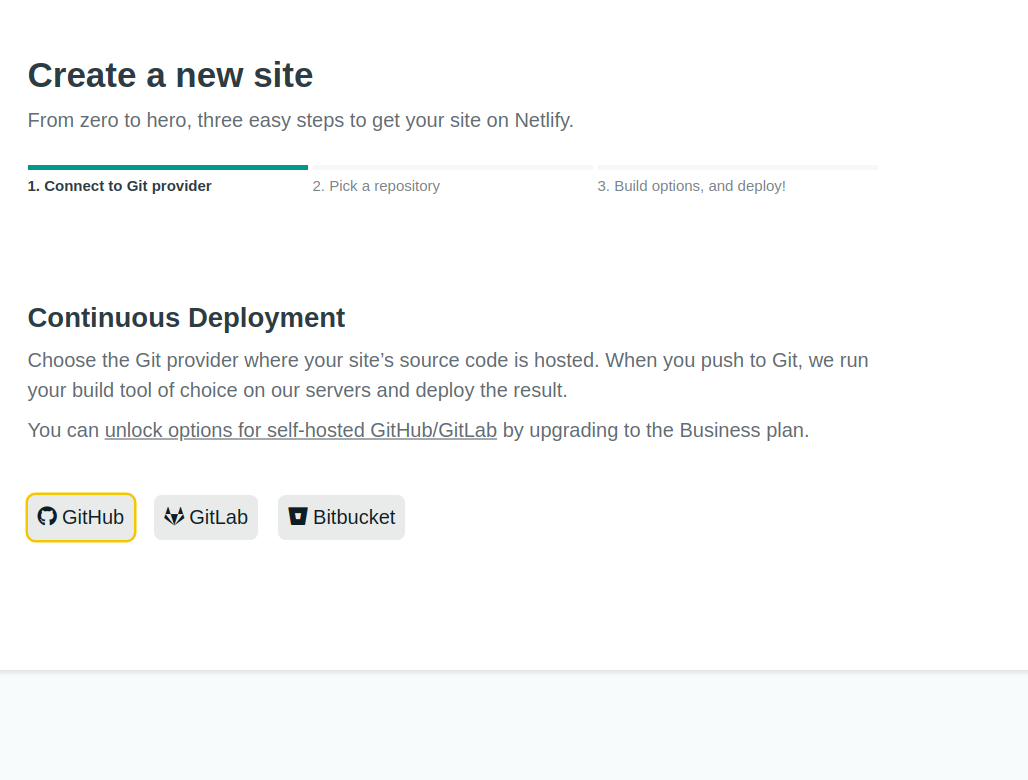 Create a new site
From zero to hero, three easy steps to get your site on Netlify.
1. Connect to Git provider
2. Pick a repository
3. Build options, and deploy!
Continuous Deployment
Choose the Git provider where your site’s source code is hosted. When you push to Git, we run
your build tool of choice on our servers and deploy the result.
You can unlock options for self-hosted GitHub/GitLab by upgrading to the Business plan.
GitHub
GitLab
Bitbucket